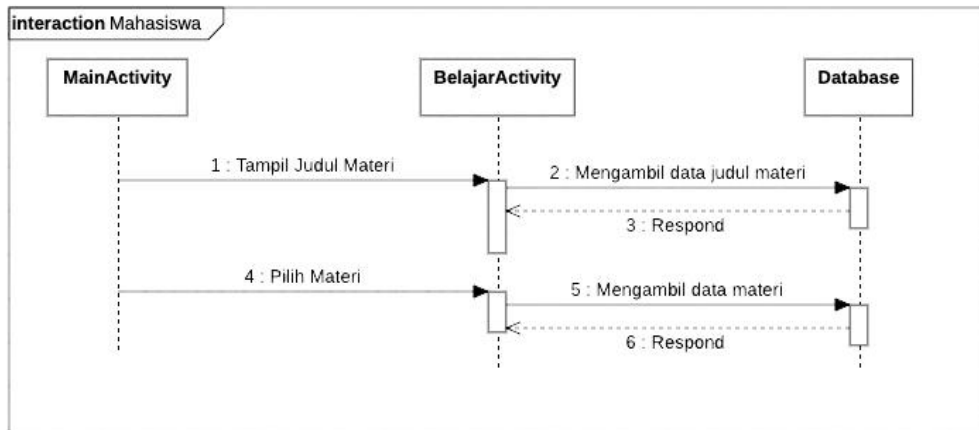 interaction Mahasiswa
MainActivity
BelajarActivity
Database
1 : Tampil Judul Materi
2 : Mengambil data judul materi
3 : Respond
4 : Pilih Materi
5 : Mengambil data materi
6 : Respond